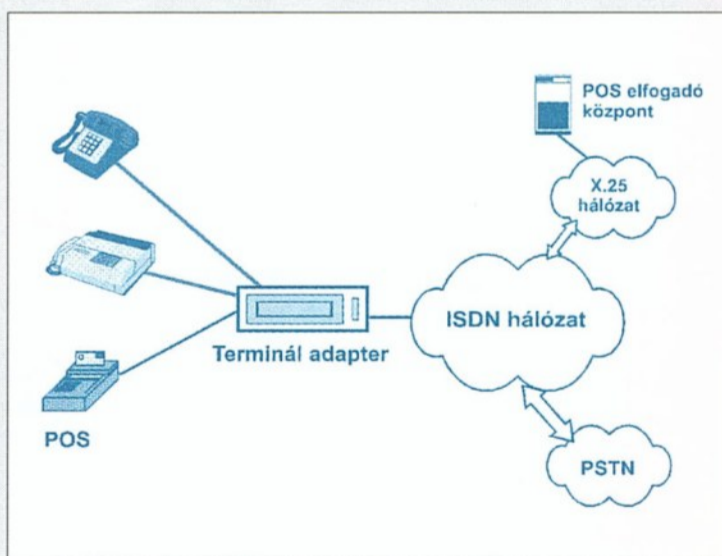 POS elfogadó
központ
X.25
hálózat
ISDN hálózat
Terminál adapter
POS
PSTN